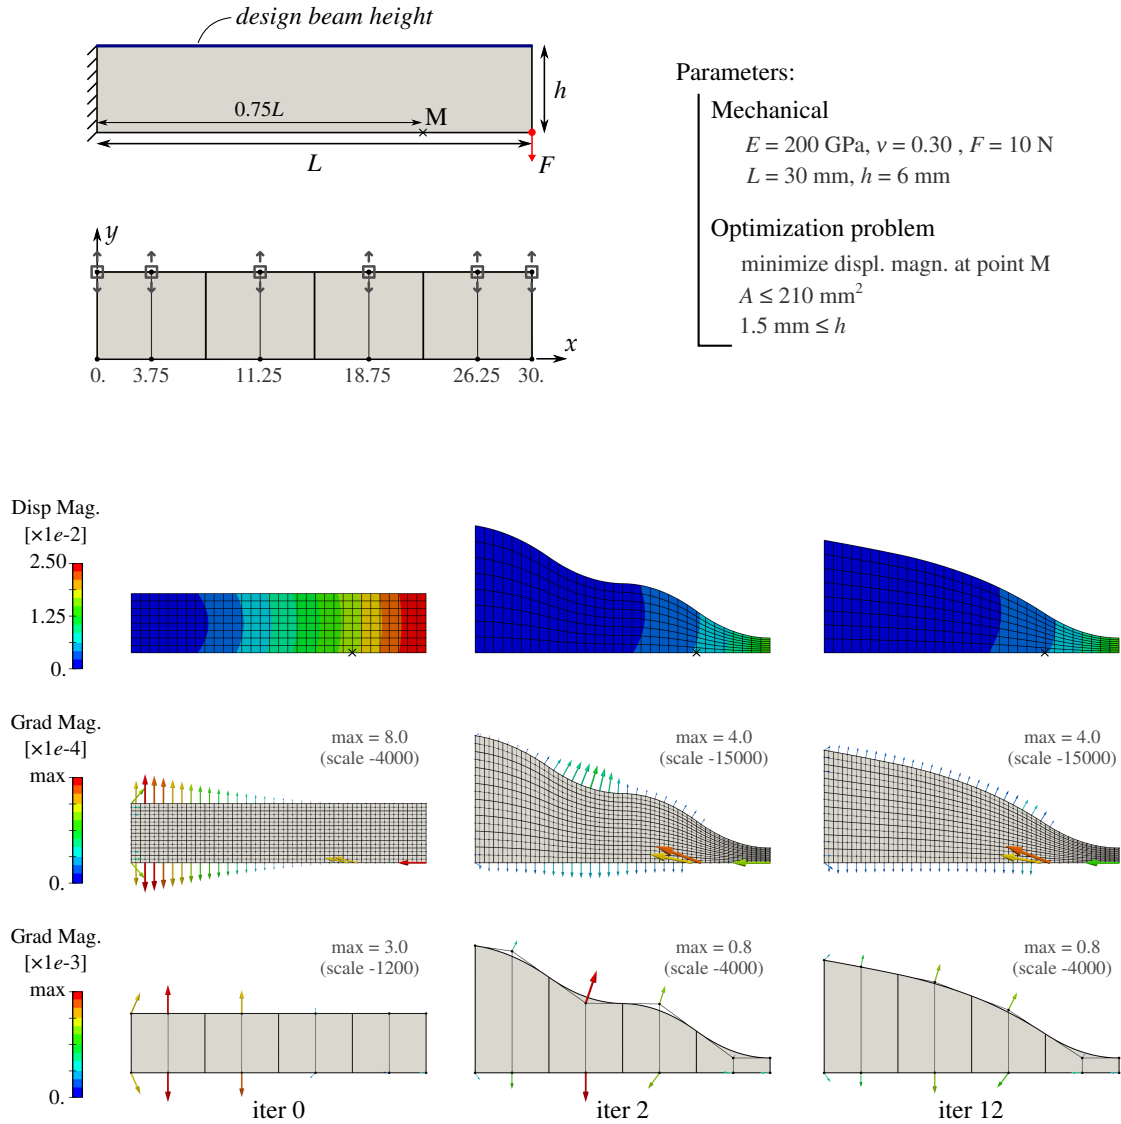 design beam height
0.75L
M
h
L
F
Parameters:
Mechanical
E = 200 GPa, ν = 0.30 , F = 10 N
L = 30 mm, h = 6 mm
Optimization problem
minimize displ. magn. at point M
A ≤ 210 mm²
1.5 mm ≤ h
y
x
0. 3.75 11.25 18.75 26.25 30.
Disp Mag.
[×1e-2]
2.50
1.25
0.
Grad Mag.
[×1e-4]
max
0.
max = 8.0
(scale -4000)
max = 4.0
(scale -15000)
max = 4.0
(scale -15000)
Grad Mag.
[×1e-3]
max
0.
max = 3.0
(scale -1200)
max = 0.8
(scale -4000)
max = 0.8
(scale -4000)
iter 0
iter 2
iter 12